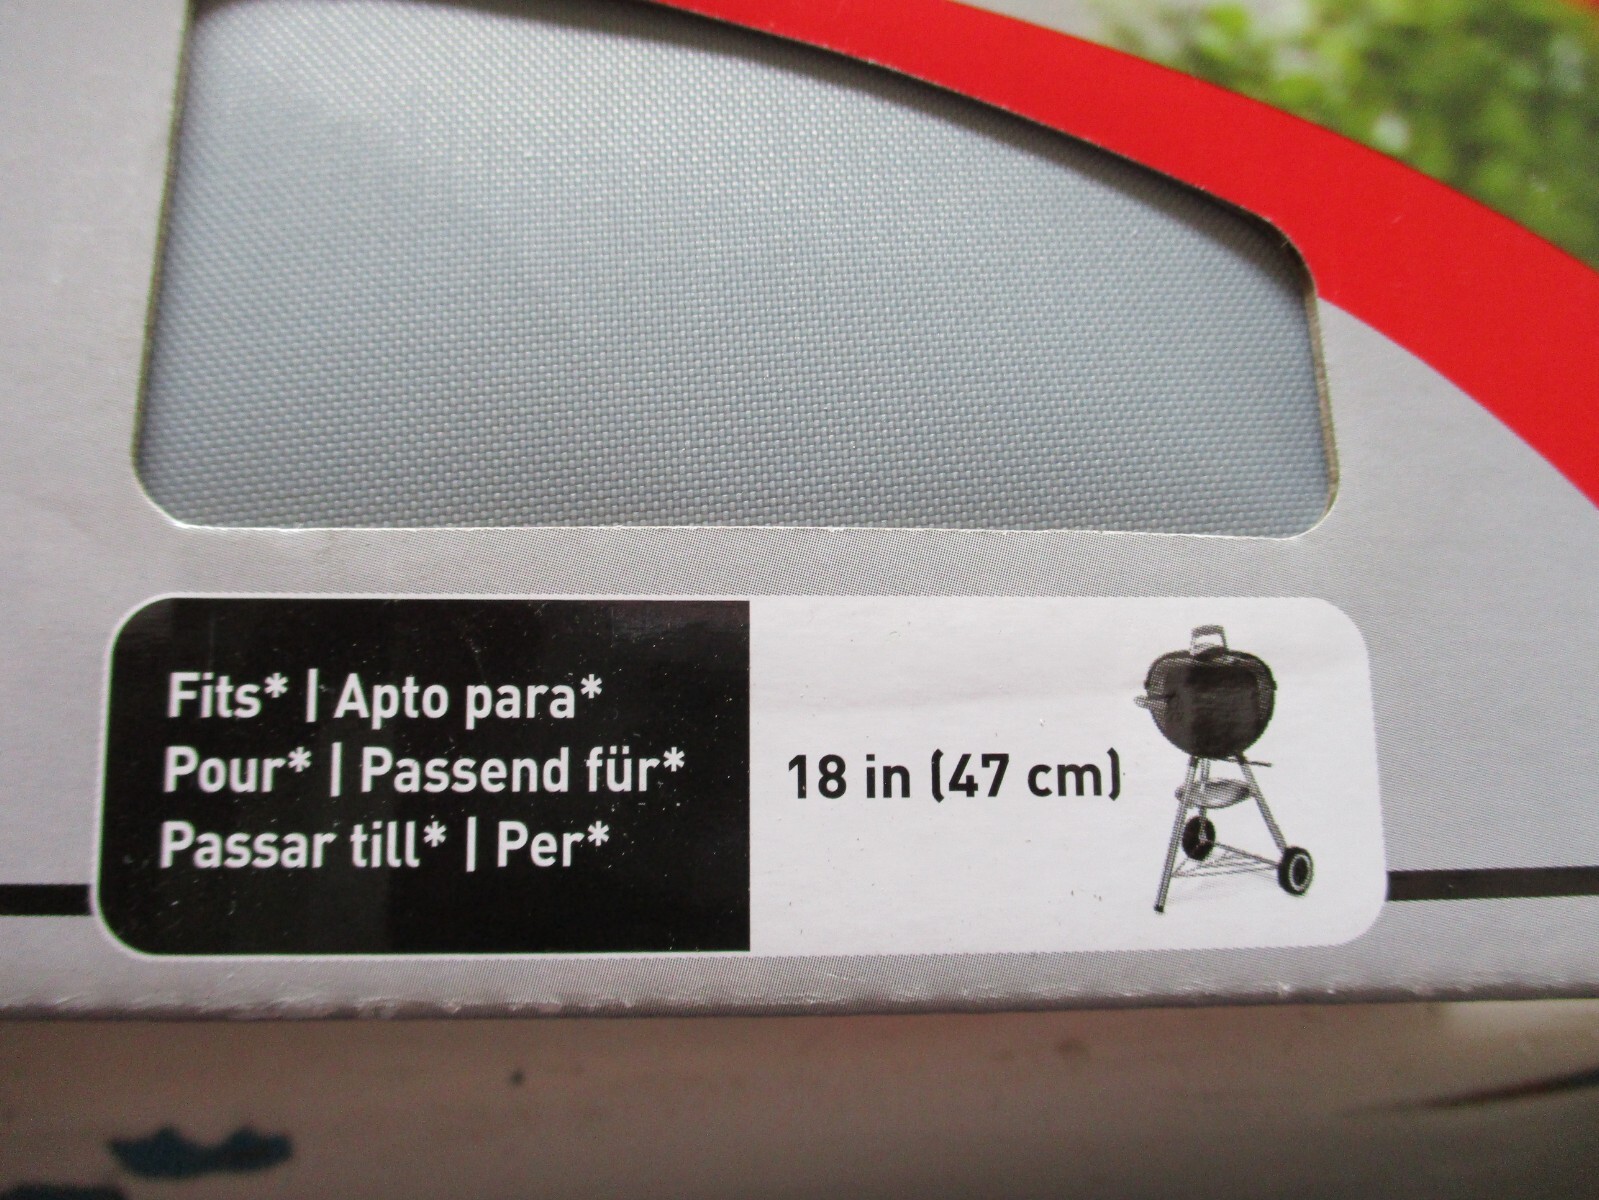 Fits* | Apto para*
Pour* | Passend für*
Passar till* | Per*
18 in (47 cm)